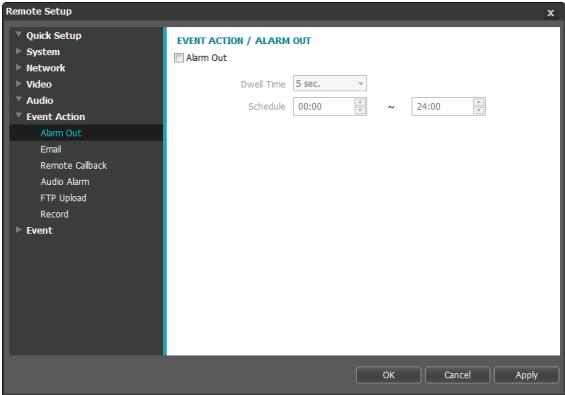 Remote Setup x
Quick Setup
System
Network
Video
Audio
Event Action
Alarm Out
Email
Remote Callback
Audio Alarm
FTP Upload
Record
Event
EVENT ACTION / ALARM OUT
Alarm Out
Dwell Time 5 sec.
Schedule 00:00 ~ 24:00
OK Cancel Apply